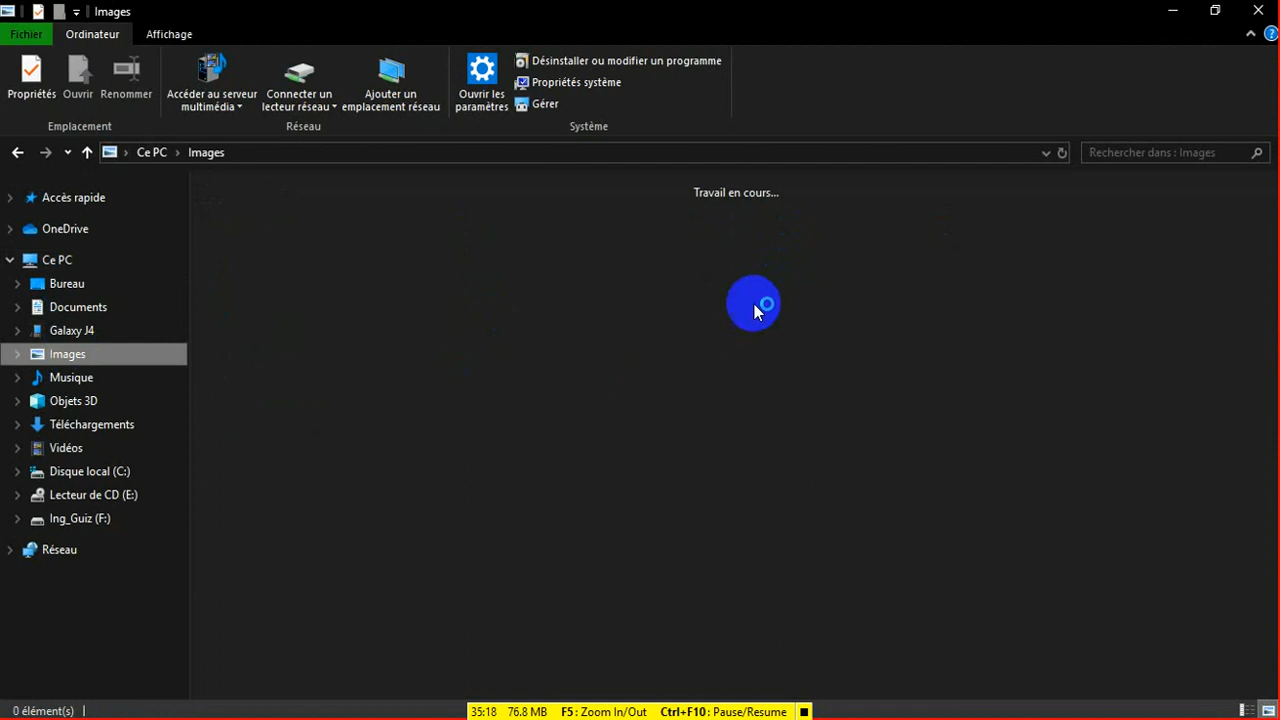 Images
Fichier
Ordinateur
Affichage
Propriétés
Ouvrir
Renommer
Emplacement
Accéder au serveur
multimédia
Connecter un
lecteur réseau
Ajouter un
emplacement réseau
Réseau
Ouvrir les
paramètres
Désinstaller ou modifier un programme
Propriétés système
Gérer
Système
Ce PC
Images
Rechercher dans : Images
Travail en cours...
Accès rapide
OneDrive
Ce PC
Bureau
Documents
Galaxy J4
Images
Musique
Objets 3D
Téléchargements
Vidéos
Disque local (C:)
Lecteur de CD (E:)
Ing_Guiz (F:)
Réseau
0 élément(s)
35:18 76.8 MB F5: Zoom In/Out Ctrl+F10: Pause/Resume